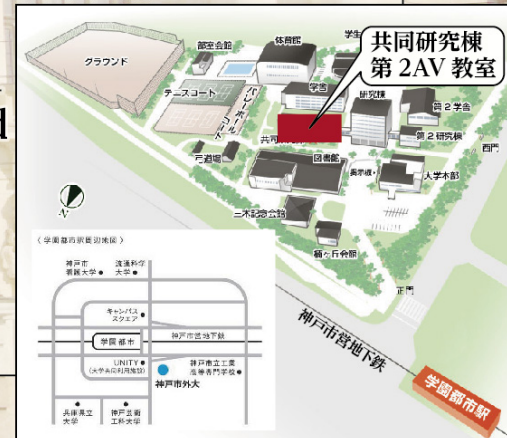 共同研究棟
第2AV教室
グラウンド
部室会館
体育館
学生
テニスコート
バレーボールコート
学舎
研究棟
第2学舎
第2研究棟
弓道場
共同
図書館
掲示板
大学本部
西門
三木記念会館
楠ヶ丘会館
正門
N
神戸市営地下鉄
学園都市駅
〈 学園都市駅周辺地図 〉
神戸市
看護大学
流通科学
大学
キャンパス
スクエア
学園都市
神戸市営地下鉄
UNITY
(大学共同利用施設)
神戸市立工業
高等専門学校
神戸市外大
兵庫県立
大学
神戸芸術
工科大学
d